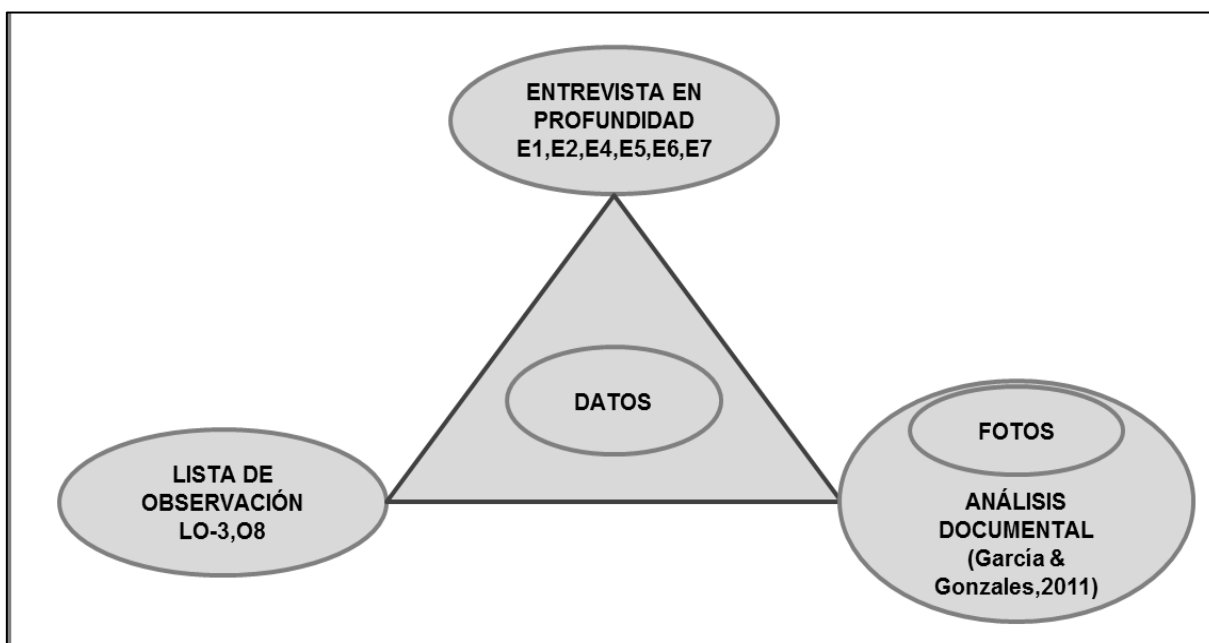 ENTREVISTA EN
PROFUNDIDAD
E1,E2,E4,E5,E6,E7
DATOS
LISTA DE
OBSERVACIÓN
LO-3,O8
FOTOS
ANÁLISIS
DOCUMENTAL
(García &
Gonzales,2011)